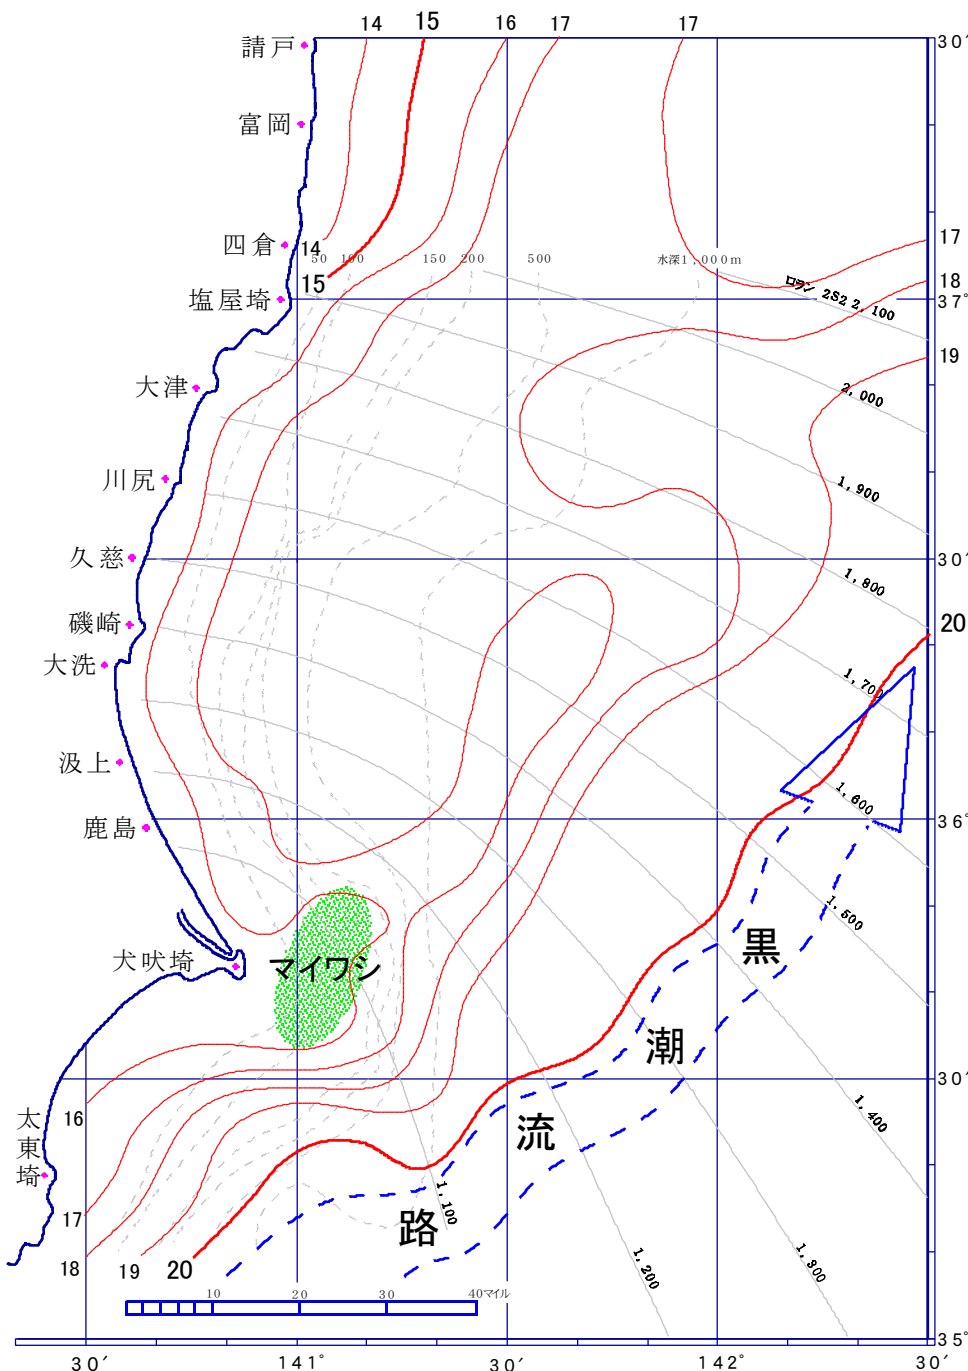 14 15 16 17 17
30′
請戸
富岡
四倉
14
15
50 100 150 200 500 水深1,000m
17
18
37°
ロラン 2S2 2,100
塩屋埼
19
大津
2,000
川尻
1,900
久慈
30′
1,800
磯崎
20
大洗
1,700
汲上
1,600
36°
鹿島
1,500
黒
犬吠埼
マイワシ
潮
30′
16
太東埼
流
1,400
17
路
1,100
18 19 20
1,200
1,300
10 20 30 40マイル
35°
30′ 141° 30′ 142° 30′